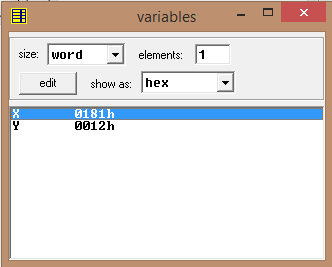 variables
size: word elements: 1
edit show as: hex
X 0181h
Y 0012h